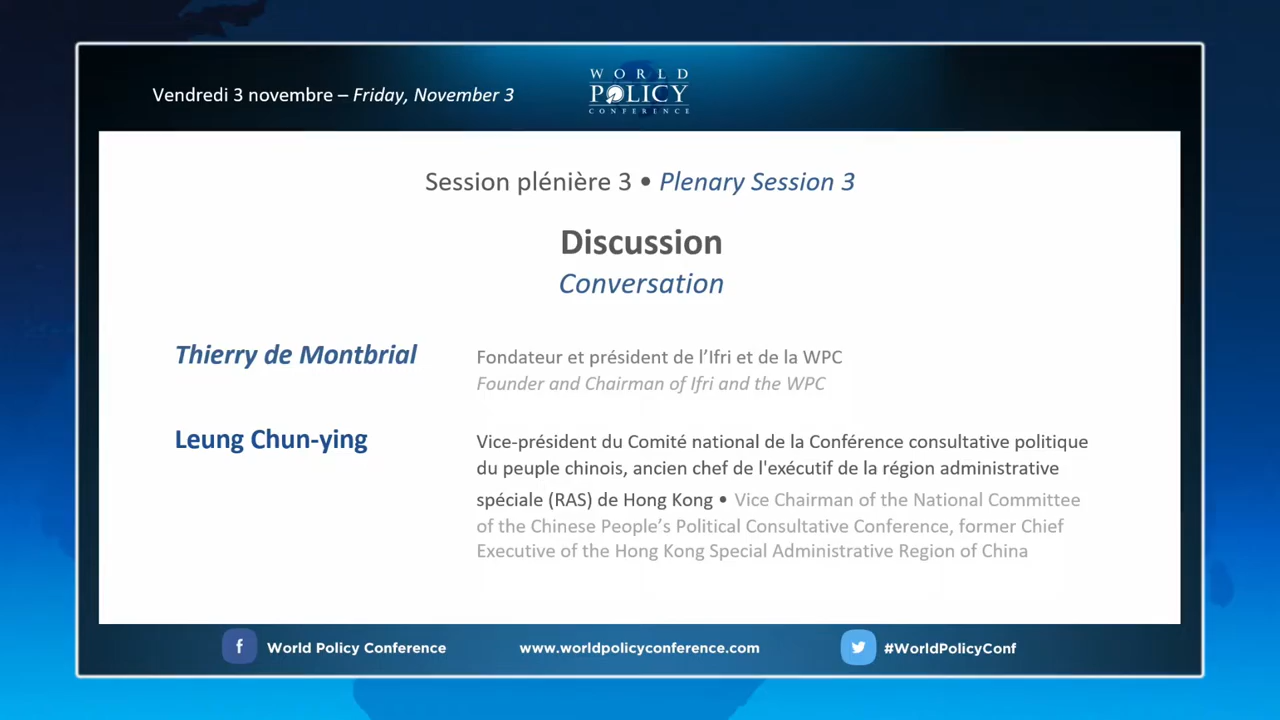 Vendredi 3 novembre – Friday, November 3
WORLD
POLICY
CONFERENCE
Session plénière 3 • Plenary Session 3
Discussion
Conversation
Thierry de Montbrial
Fondateur et président de l’Ifri et de la WPC
Founder and Chairman of Ifri and the WPC
Leung Chun-ying
Vice-président du Comité national de la Conférence consultative politique
du peuple chinois, ancien chef de l'exécutif de la région administrative
spéciale (RAS) de Hong Kong • Vice Chairman of the National Committee
of the Chinese People’s Political Consultative Conference, former Chief
Executive of the Hong Kong Special Administrative Region of China
f World Policy Conference
www.worldpolicyconference.com
#WorldPolicyConf